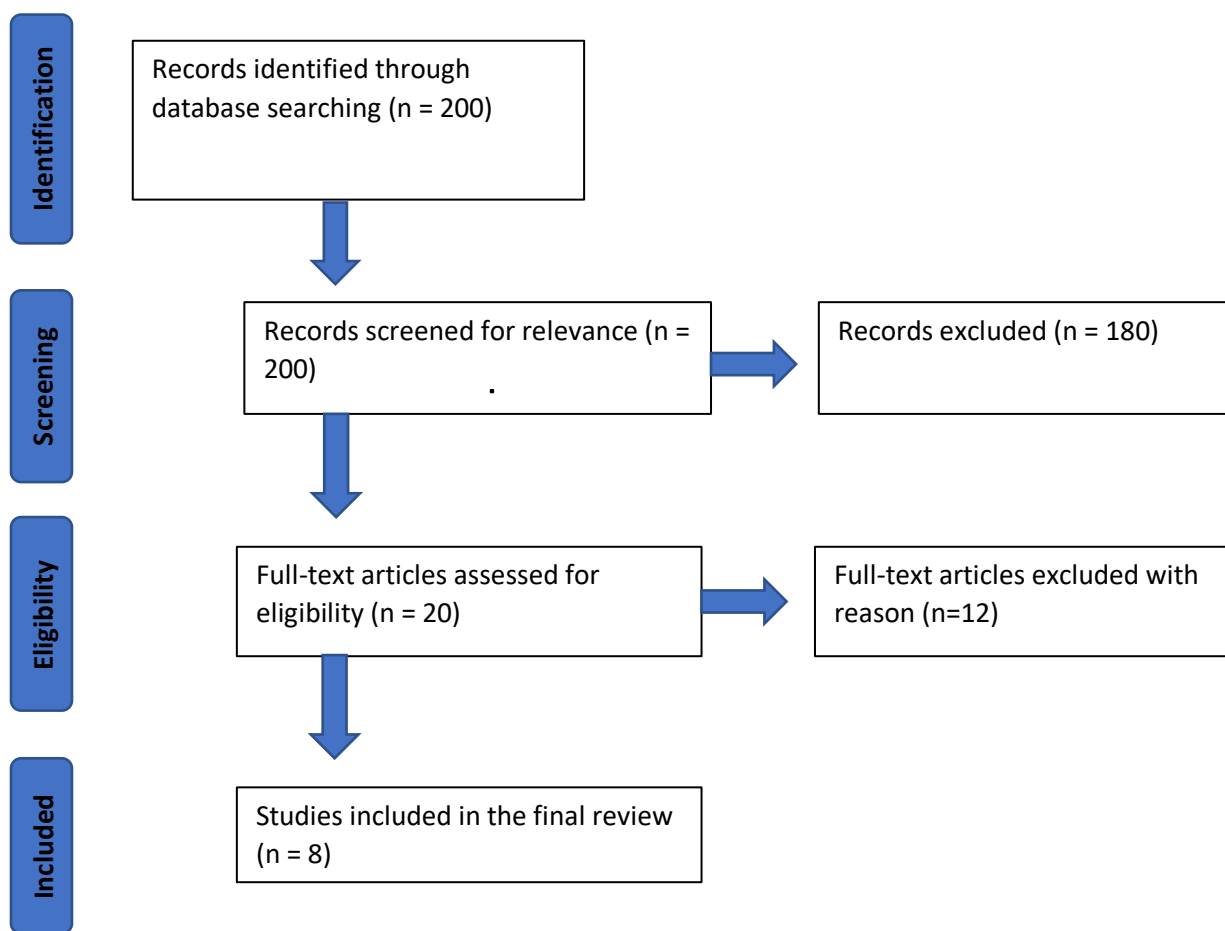 Identification
Records identified through
database searching (n = 200)
Screening
Records screened for relevance (n =
200)
.
Records excluded (n = 180)
Eligibility
Full-text articles assessed for
eligibility (n = 20)
Full-text articles excluded with
reason (n=12)
Included
Studies included in the final review
(n = 8)